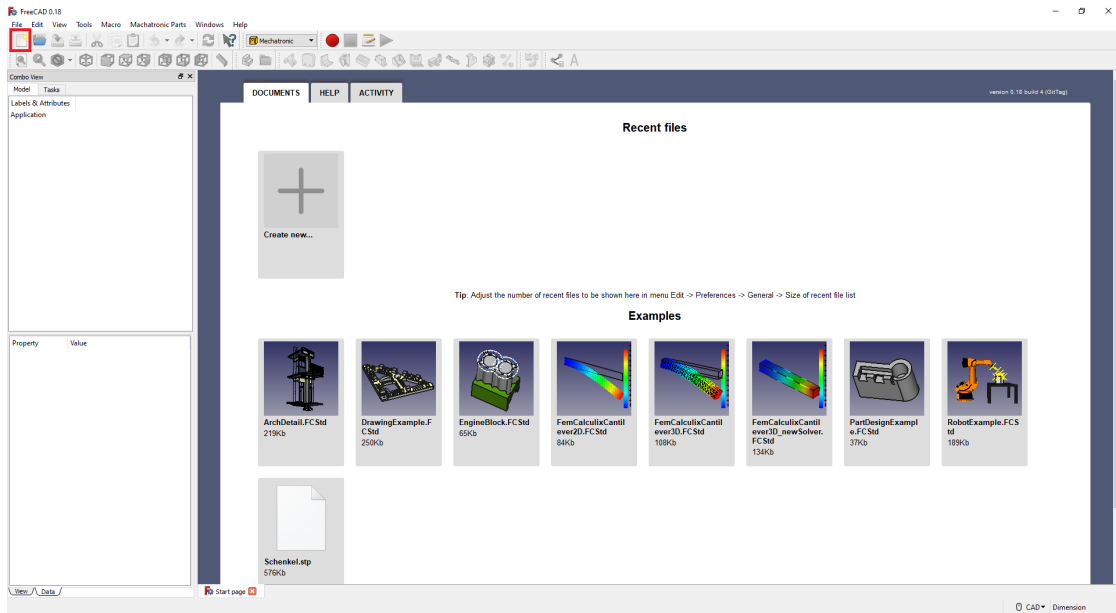 FreeCAD 0.18
File Edit View Tools Macro Mechatronic Parts Windows Help
Mechatronic
Combo View
Model Tasks
Labels & Attributes
Application
Property Value
View Data
DOCUMENTS HELP ACTIVITY
version 0.18 build 4 (GitTag)
Recent files
Create new...
Tip: Adjust the number of recent files to be shown here in menu Edit -> Preferences -> General -> Size of recent file list
Examples
ArchDetail.FCStd
219Kb
DrawingExample.F
CStd
250Kb
EngineBlock.FCStd
65Kb
FemCalculixCantil
ever2D.FCStd
84Kb
FemCalculixCantil
ever3D.FCStd
108Kb
FemCalculixCantil
ever3D_newSolver.
FCStd
134Kb
PartDesignExampl
e.FCStd
37Kb
RobotExample.FCS
td
189Kb
Schenkel.stp
576Kb
Start page
CAD Dimension